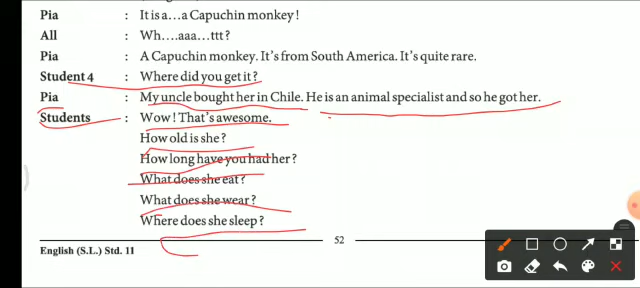 Pia : It is a...a Capuchin monkey!
All : Wh....aaa...ttt?
Pia : A Capuchin monkey. It's from South America. It's quite rare.
Student 4 : Where did you get it?
Pia : My uncle bought her in Chile. He is an animal specialist and so he got her.
Students : Wow! That's awesome.
How old is she?
How long have you had her?
What does she eat?
What does she wear?
Where does she sleep?
52
English (S.L.) Std. 11